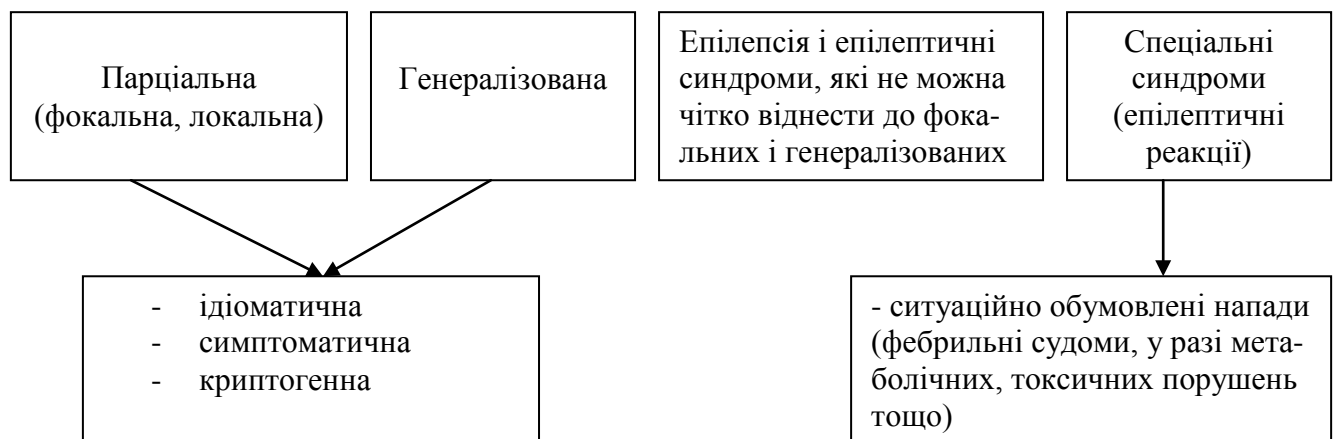 Парціальна
(фокальна, локальна)
Генералізована
Епілепсія і епілептичні
синдроми, які не можна
чітко віднести до фока-
льних і генералізованих
Спеціальні
синдроми
(епілептичні
реакції)
- ідіоматична
- симптоматична
- криптогенна
- ситуаційно обумовлені напади
(фебрильні судоми, у разі мета-
болічних, токсичних порушень
тощо)